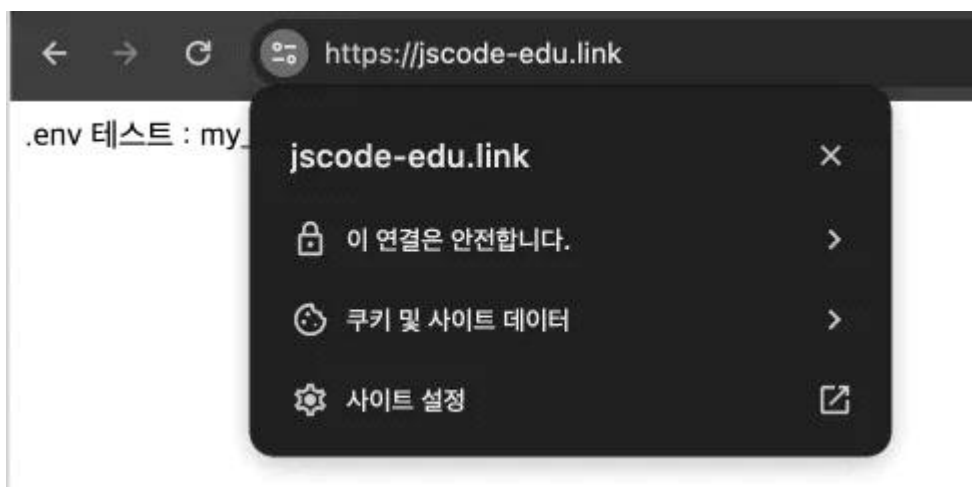 https://jscode-edu.link
.env 테스트 : my_
jscode-edu.link
이 연결은 안전합니다.
쿠키 및 사이트 데이터
사이트 설정